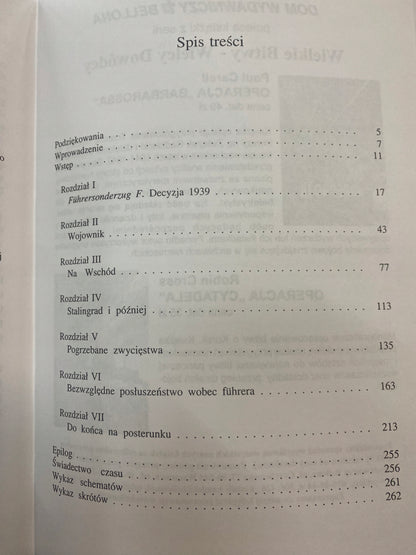 Spis treści
Podziękowania . . . . . . . . . . . . . . . . . . . . . . . . . . . . 5
Wprowadzenie . . . . . . . . . . . . . . . . . . . . . . . . . . . . 7
Wstęp . . . . . . . . . . . . . . . . . . . . . . . . . . . . . . . . 11
Rozdział I
Führersonderzug F. Decyzja 1939 . . . . . . . . . . . . . . . . . . 17
Rozdział II
Wojownik . . . . . . . . . . . . . . . . . . . . . . . . . . . . . . 43
Rozdział III
Na Wschód . . . . . . . . . . . . . . . . . . . . . . . . . . . . . 77
Rozdział IV
Stalingrad i później . . . . . . . . . . . . . . . . . . . . . . . . 113
Rozdział V
Pogrzebane zwycięstwa . . . . . . . . . . . . . . . . . . . . . . . 135
Rozdział VI
Bezwzględne posłuszeństwo wobec führera . . . . . . . . . . . . . . 163
Rozdział VII
Do końca na posterunku . . . . . . . . . . . . . . . . . . . . . . . 213
Epilog . . . . . . . . . . . . . . . . . . . . . . . . . . . . . . . 255
Świadectwo czasu . . . . . . . . . . . . . . . . . . . . . . . . . . 256
Wykaz schematów . . . . . . . . . . . . . . . . . . . . . . . . . . 261
Wykaz skrótów . . . . . . . . . . . . . . . . . . . . . . . . . . . 262